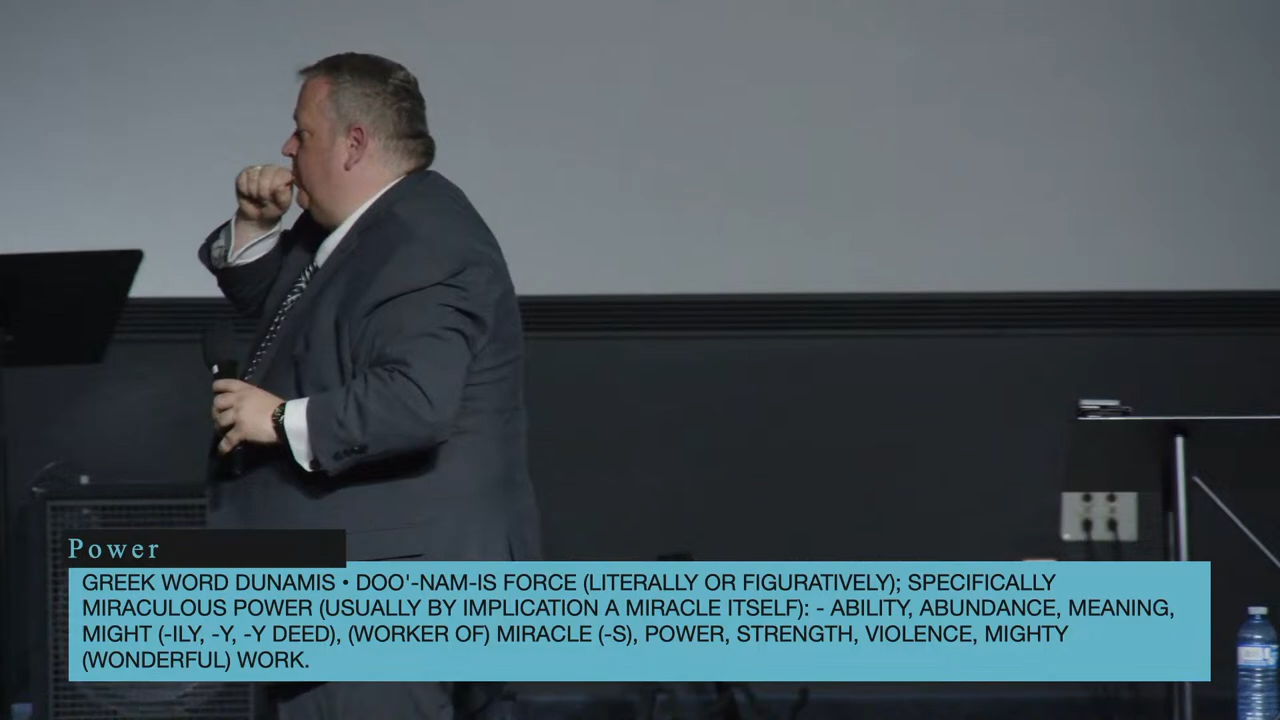 Power
GREEK WORD DUNAMIS • DOO'-NAM-IS FORCE (LITERALLY OR FIGURATIVELY); SPECIFICALLY
MIRACULOUS POWER (USUALLY BY IMPLICATION A MIRACLE ITSELF): - ABILITY, ABUNDANCE, MEANING,
MIGHT (-ILY, -Y, -Y DEED), (WORKER OF) MIRACLE (-S), POWER, STRENGTH, VIOLENCE, MIGHTY
(WONDERFUL) WORK.